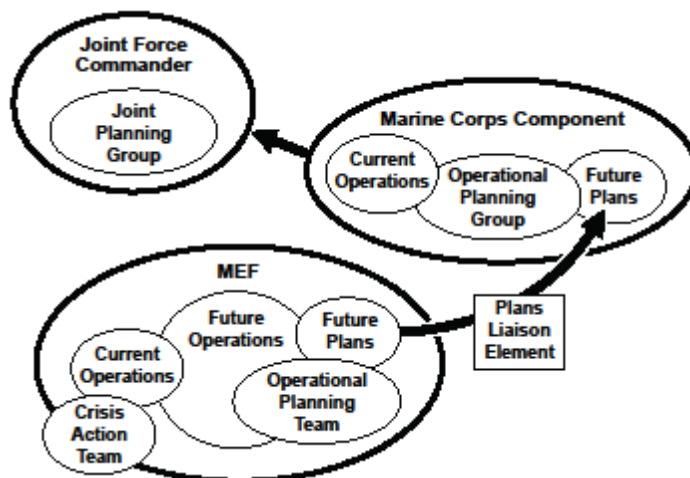 Joint Force
Commander
Joint
Planning
Group
Marine Corps Component
Current
Operations
Operational
Planning
Group
Future
Plans
MEF
Future
Operations
Future
Plans
Current
Operations
Operational
Planning
Team
Crisis
Action
Team
Plans
Liaison
Element